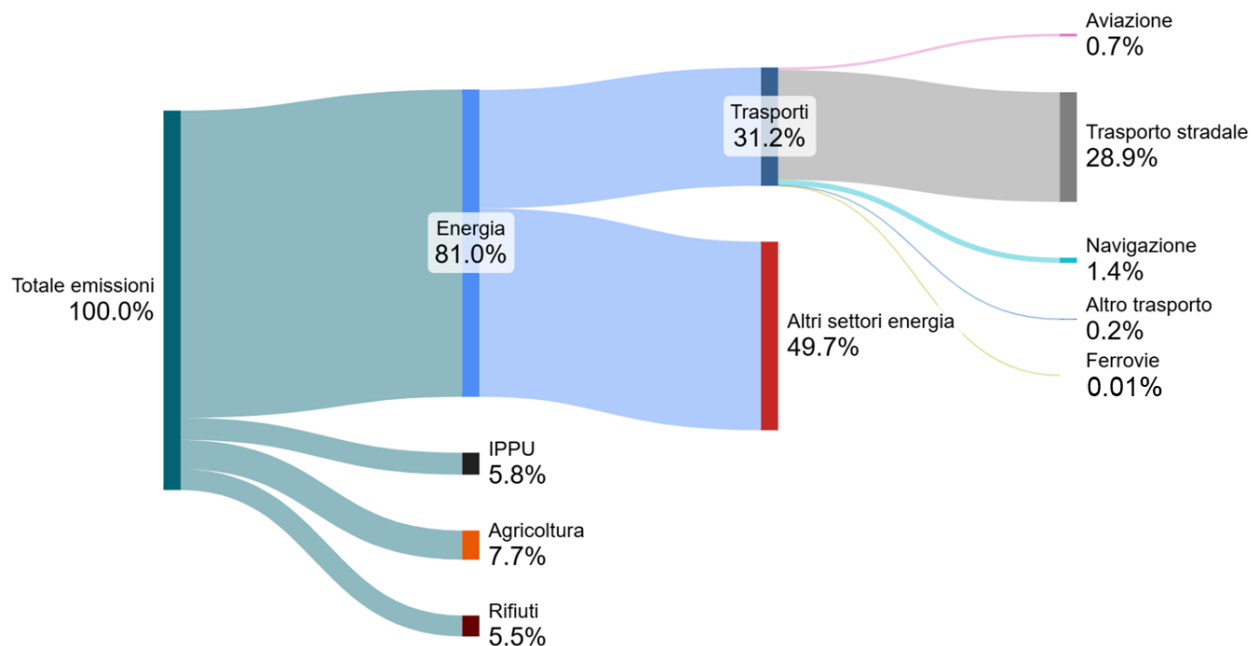 Totale emissioni
100.0%
Energia
81.0%
IPPU
5.8%
Agricoltura
7.7%
Rifiuti
5.5%
Trasporti
31.2%
Altri settori energia
49.7%
Aviazione
0.7%
Trasporto stradale
28.9%
Navigazione
1.4%
Altro trasporto
0.2%
Ferrovie
0.01%